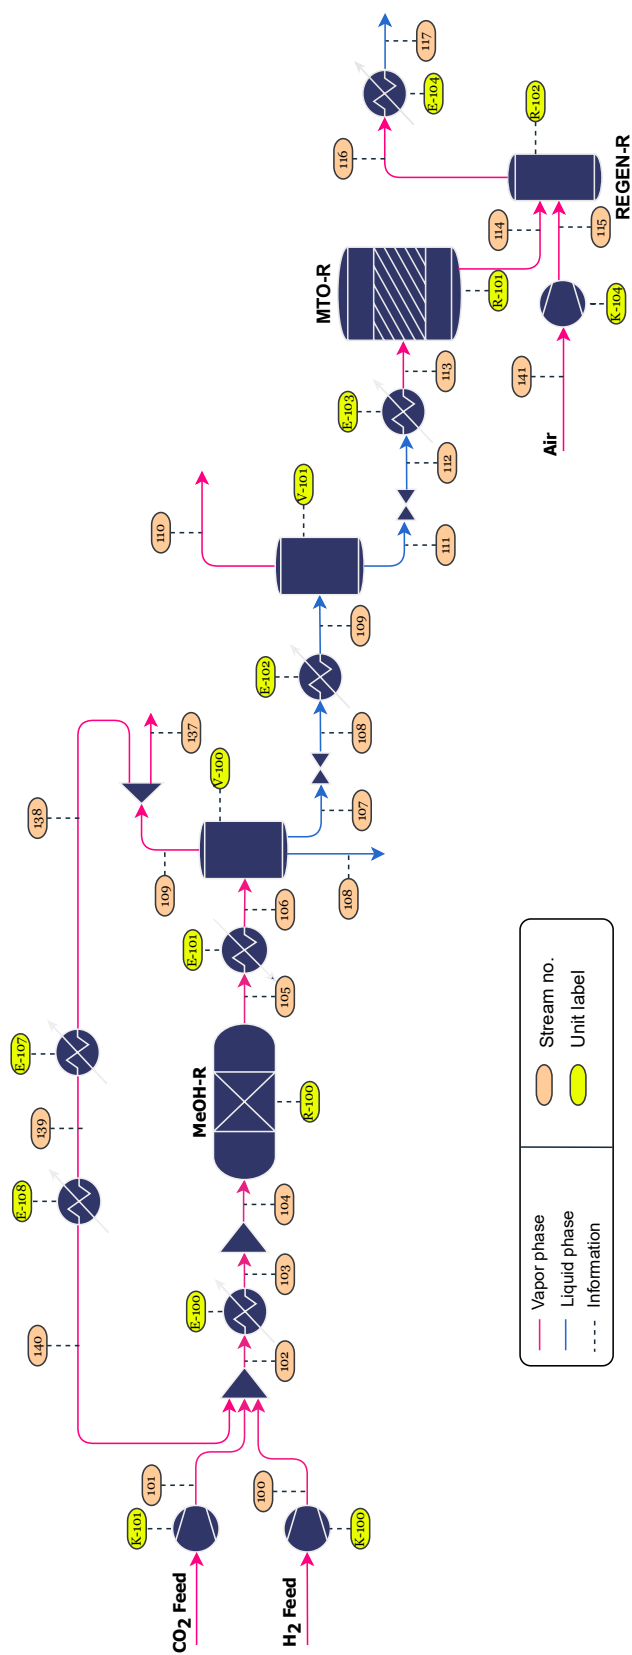 CO2 Feed
H2 Feed
K-101
K-100
101
100
102
E-100
103
104
MeOH-R
R-100
105
E-101
106
V-100
109
108
107
137
138
E-107
139
E-108
140
108
E-102
109
V-101
110
111
112
E-103
113
MTO-R
R-101
114
115
K-104
141
Air
REGEN-R
R-102
116
E-104
117
Vapor phase
Liquid phase
Information
Stream no.
Unit label